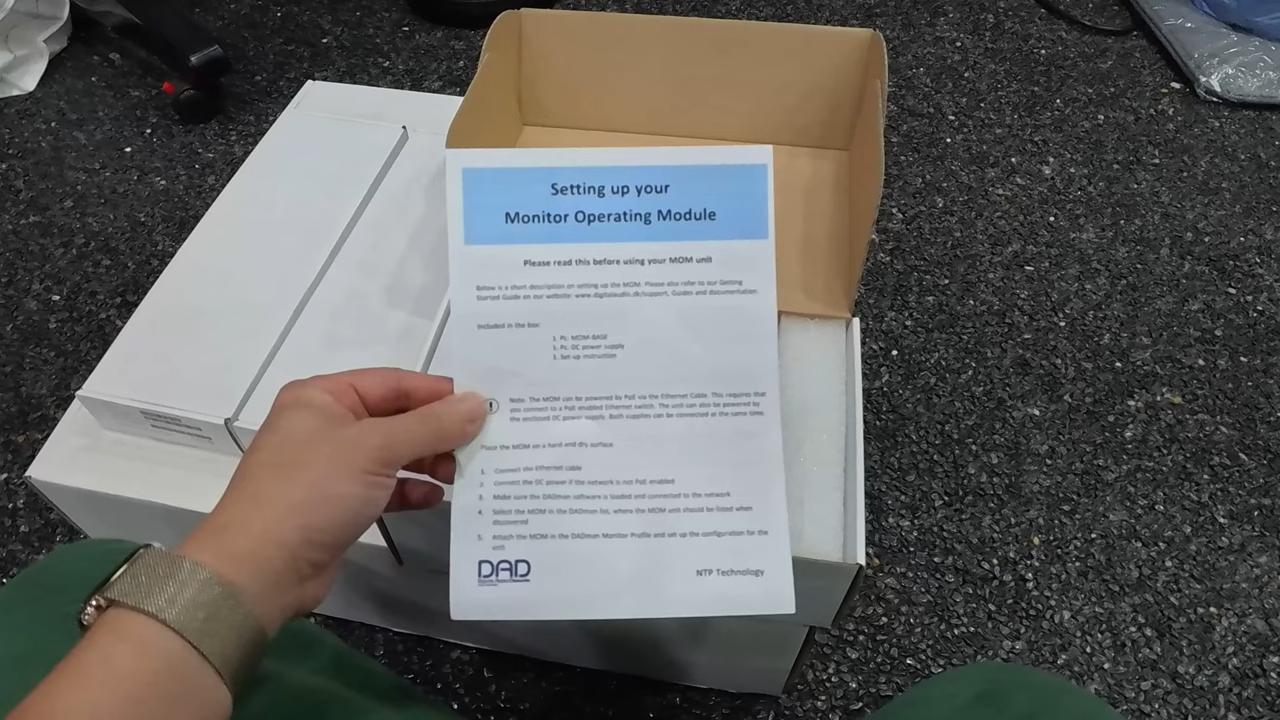 Setting up your
Monitor Operating Module
Please read this before using your MOM unit
Below is a short description on setting up the MOM. Please also refer to our Getting
Started Guide on our website: www.digitalaudio.dk/support, Guides and documentation.
Included in the box:
1 Pc. MOM-BASE
1 Pc. DC power supply
1 Set up instruction
Note. The MOM can be powered by PoE via the Ethernet Cable. This requires that
you connect to a PoE enabled Ethernet switch. The unit can also be powered by
the enclosed DC power supply. Both supplies can be connected at the same time.
Place the MOM on a hard and dry surface
1. Connect the Ethernet cable
2. Connect the DC power if the network is not PoE enabled
3. Make sure the DADman software is loaded and connected to the network
4. Select the MOM in the DADman list, where the MOM unit should be listed when
discovered
5. Attach the MOM in the DADman Monitor Profile and set up the configuration for the
unit
DAD
NTP Technology